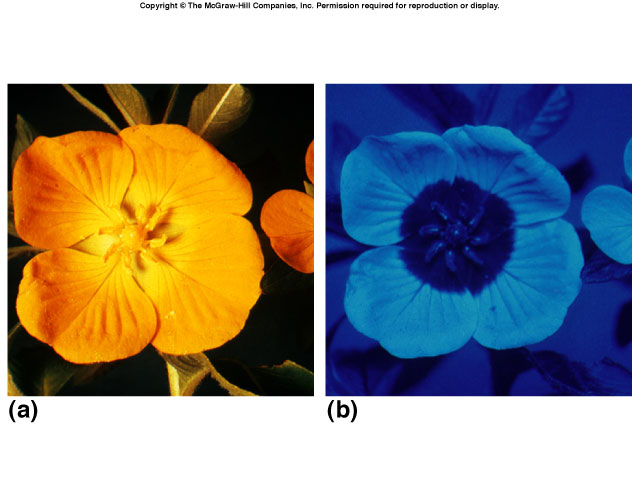 Copyright © The McGraw-Hill Companies, Inc. Permission required for reproduction or display.
(a)
(b)